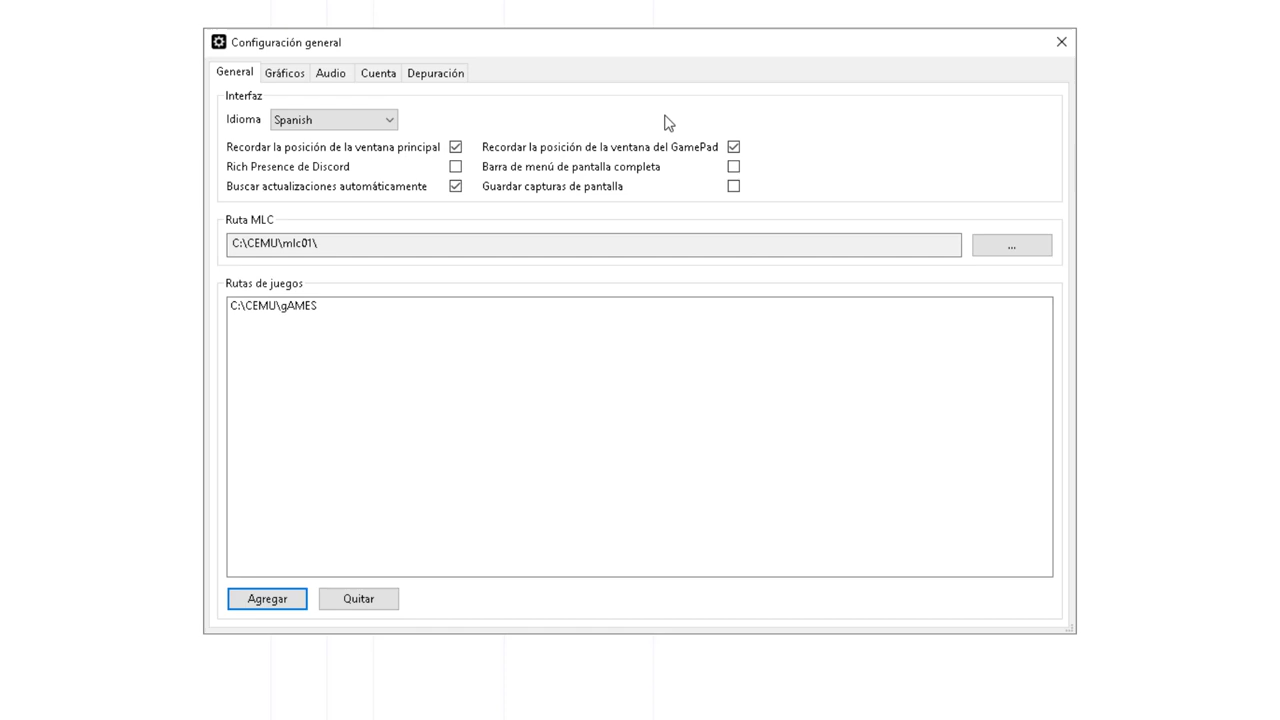 Configuración general
General Gráficos Audio Cuenta Depuración
Interfaz
Idioma Spanish
Recordar la posición de la ventana principal Recordar la posición de la ventana del GamePad
Rich Presence de Discord Barra de menú de pantalla completa
Buscar actualizaciones automáticamente Guardar capturas de pantalla
Ruta MLC
C:\CEMU\mlc01\ ...
Rutas de juegos
C:\CEMU\gAMES
Agregar Quitar